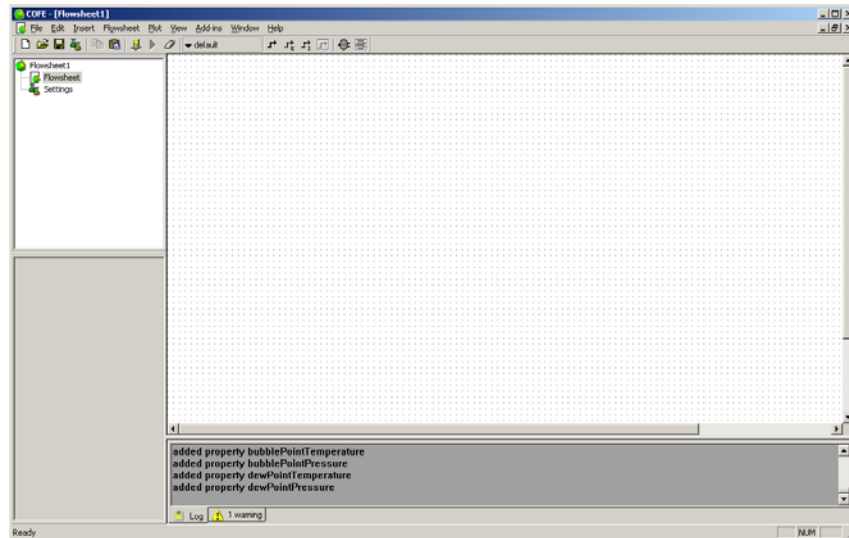 COFE - [Flowsheet1]
File Edit Insert Flowsheet Plot View Add-ins Window Help
default
Flowsheet1
Flowsheet
Settings
added property bubblePointTemperature
added property bubblePointPressure
added property dewPointTemperature
added property dewPointPressure
Log 1 warning
Ready NUM